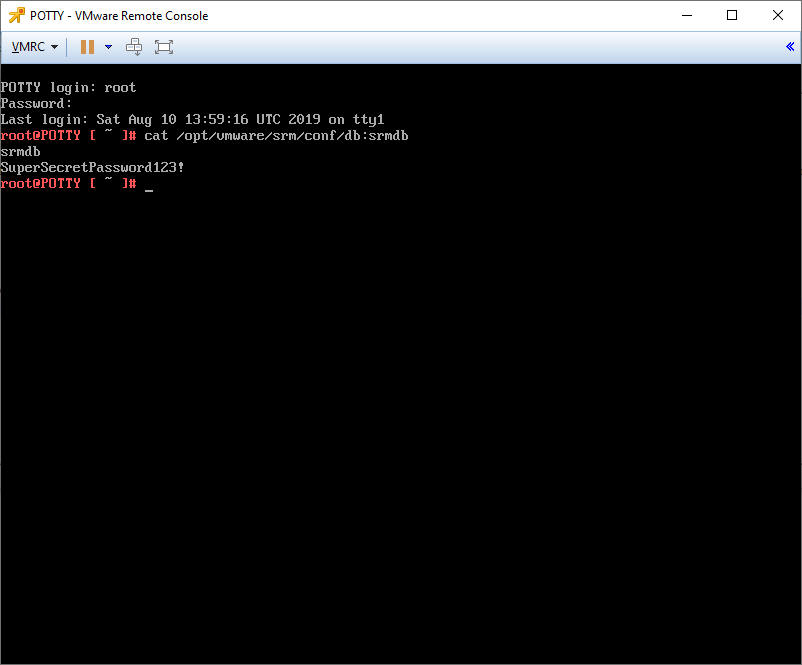 POTTY - VMware Remote Console
VMRC
POTTY login: root
Password:
Last login: Sat Aug 10 13:59:16 UTC 2019 on tty1
root@POTTY [ ~ ]# cat /opt/vmware/srm/conf/db:srmdb
srmdb
SuperSecretPassword123!
root@POTTY [ ~ ]# _